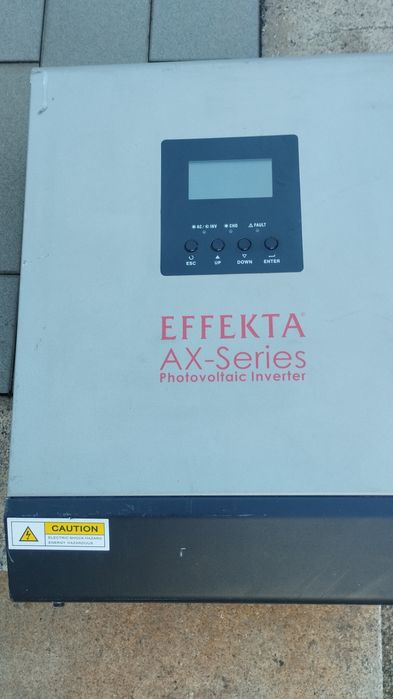 AC/ INV CHG FAULT
ESC UP DOWN ENTER
EFFEKTA®
AX-Series
Photovoltaic Inverter
CAUTION
ELECTRIC SHOCK HAZARD
ENERGY HAZARDOUS